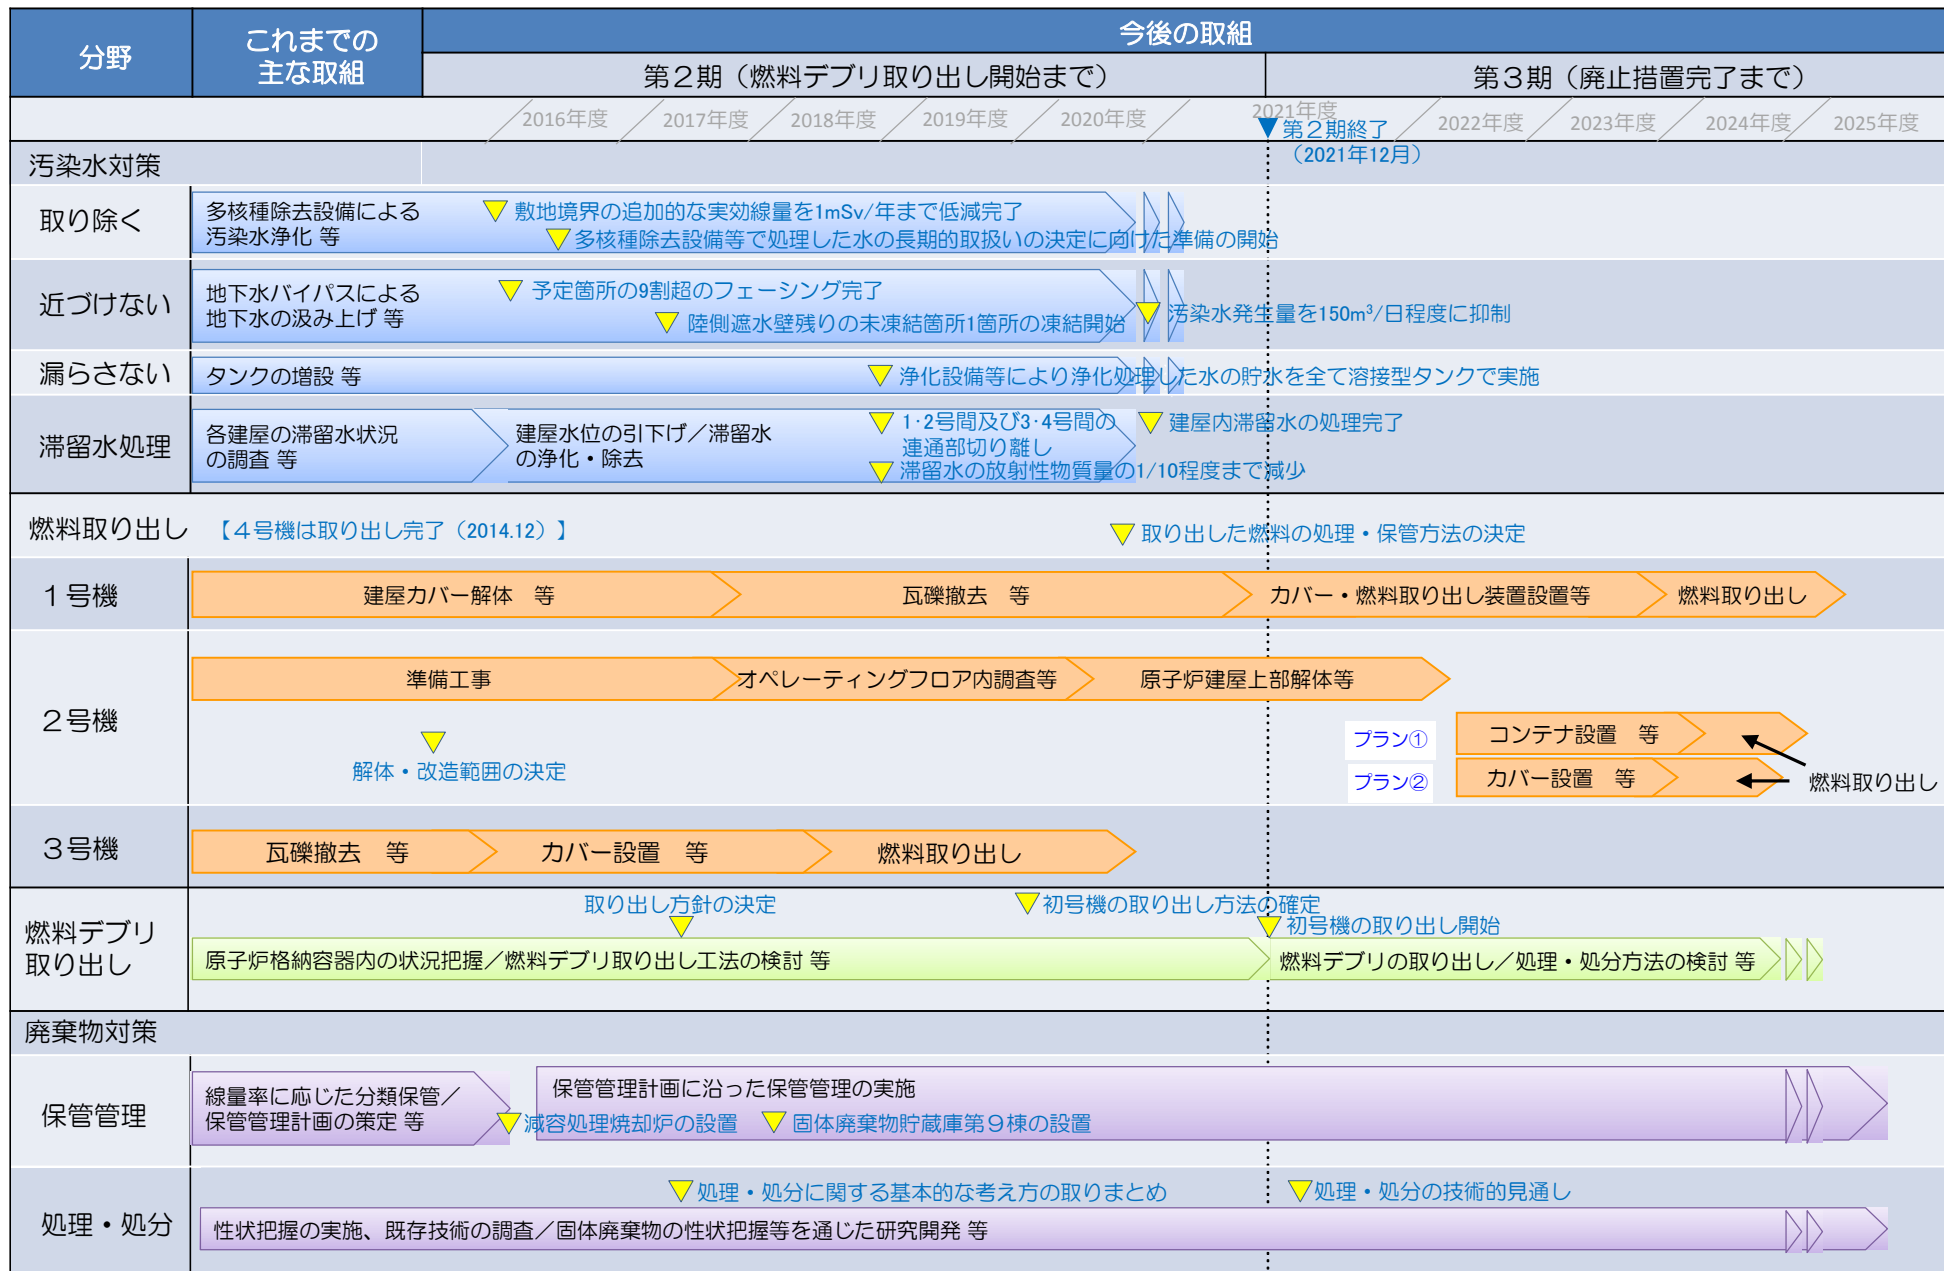 分野
これまでの
主な取組
今後の取組
第２期（燃料デブリ取り出し開始まで）
第３期（廃止措置完了まで）
2016年度
2017年度
2018年度
2019年度
2020年度
2021年度
2022年度
2023年度
2024年度
2025年度
第２期終了
（2021年12月）
汚染水対策
取り除く
多核種除去設備による
汚染水浄化 等
敷地境界の追加的な実効線量を1mSv/年まで低減完了
多核種除去設備等で処理した水の長期的取扱いの決定に向けた準備の開始
近づけない
地下水バイパスによる
地下水の汲み上げ 等
予定箇所の9割超のフェーシング完了
陸側遮水壁残りの未凍結箇所1箇所の凍結開始
汚染水発生量を150m³/日程度に抑制
漏らさない
タンクの増設 等
浄化設備等により浄化処理した水の貯水を全て溶接型タンクで実施
滞留水処理
各建屋の滞留水状況
の調査 等
建屋水位の引下げ／滞留水
の浄化・除去
1･2号間及び3･4号間の
連通部切り離し
滞留水の放射性物質量の1/10程度まで減少
建屋内滞留水の処理完了
燃料取り出し
【４号機は取り出し完了（2014.12）】
取り出した燃料の処理・保管方法の決定
１号機
建屋カバー解体　等
瓦礫撤去　等
カバー・燃料取り出し装置設置等
燃料取り出し
２号機
準備工事
オペレーティングフロア内調査等
原子炉建屋上部解体等
解体・改造範囲の決定
プラン①
コンテナ設置　等
プラン②
カバー設置　等
燃料取り出し
３号機
瓦礫撤去　等
カバー設置　等
燃料取り出し
燃料デブリ
取り出し
取り出し方針の決定
初号機の取り出し方法の確定
初号機の取り出し開始
原子炉格納容器内の状況把握／燃料デブリ取り出し工法の検討 等
燃料デブリの取り出し／処理・処分方法の検討 等
廃棄物対策
保管管理
線量率に応じた分類保管／
保管管理計画の策定 等
保管管理計画に沿った保管管理の実施
減容処理焼却炉の設置
固体廃棄物貯蔵庫第９棟の設置
処理・処分
処理・処分に関する基本的な考え方の取りまとめ
処理・処分の技術的見通し
性状把握の実施、既存技術の調査／固体廃棄物の性状把握等を通じた研究開発 等